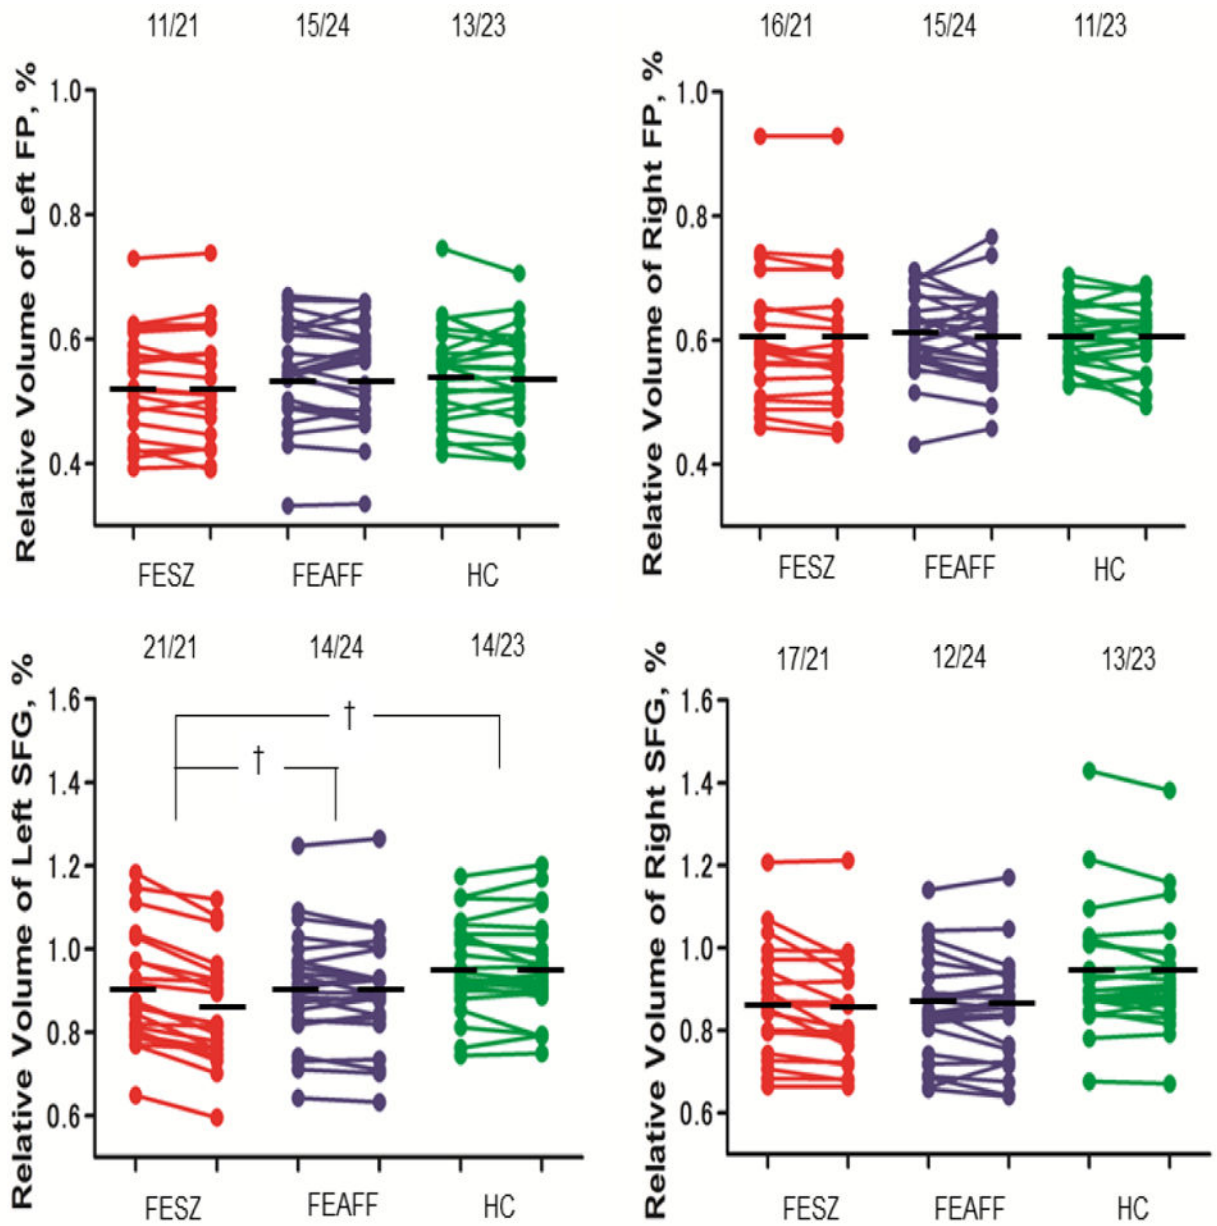 11/21 15/24 13/23
Relative Volume of Left FP, %
1.0
0.8
0.6
0.4
FESZ FEAFF HC
16/21 15/24 11/23
Relative Volume of Right FP, %
1.0
0.8
0.6
0.4
FESZ FEAFF HC
21/21 14/24 14/23
Relative Volume of Left SFG, %
1.6
1.4
1.2
1.0
0.8
0.6
†
†
FESZ FEAFF HC
17/21 12/24 13/23
Relative Volume of Right SFG, %
1.6
1.4
1.2
1.0
0.8
0.6
FESZ FEAFF HC